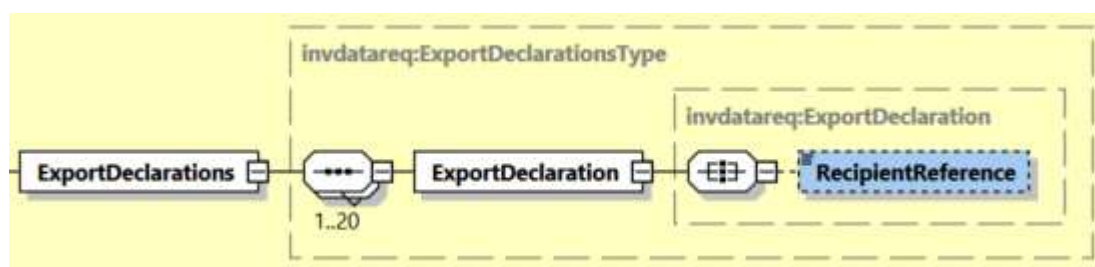 invdatareq:ExportDeclarationsType
invdatareq:ExportDeclaration
ExportDeclarations
ExportDeclaration
RecipientReference
1..20